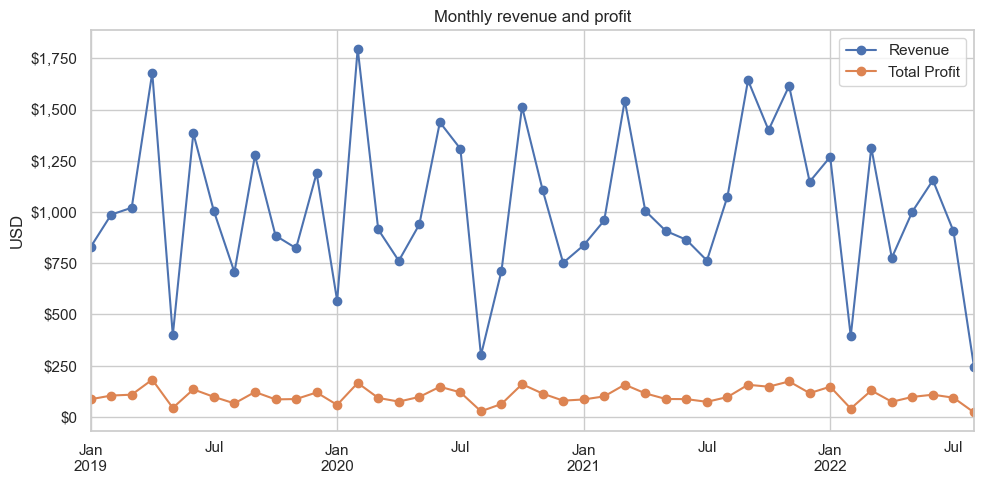 Monthly revenue and profit
Revenue
Total Profit
USD
$1,750
$1,500
$1,250
$1,000
$750
$500
$250
$0
Jan Jul Jan Jul Jan Jul Jan Jul
2019 2020 2021 2022